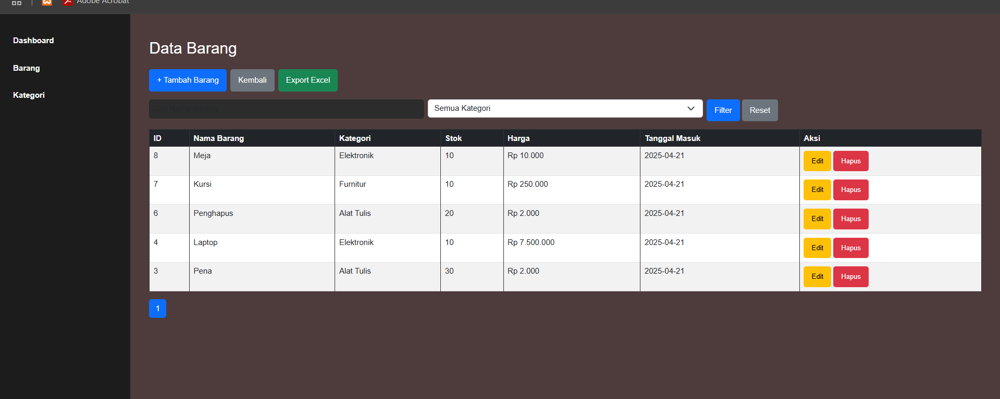 Adobe Acrobat
Dashboard
Barang
Kategori
Data Barang
+ Tambah Barang Kembali Export Excel
Cari Nama Barang Semua Kategori Filter Reset
ID Nama Barang Kategori Stok Harga Tanggal Masuk Aksi
8 Meja Elektronik 10 Rp 10.000 2025-04-21 Edit Hapus
7 Kursi Furnitur 10 Rp 250.000 2025-04-21 Edit Hapus
6 Penghapus Alat Tulis 20 Rp 2.000 2025-04-21 Edit Hapus
4 Laptop Elektronik 10 Rp 7.500.000 2025-04-21 Edit Hapus
3 Pena Alat Tulis 30 Rp 2.000 2025-04-21 Edit Hapus
1